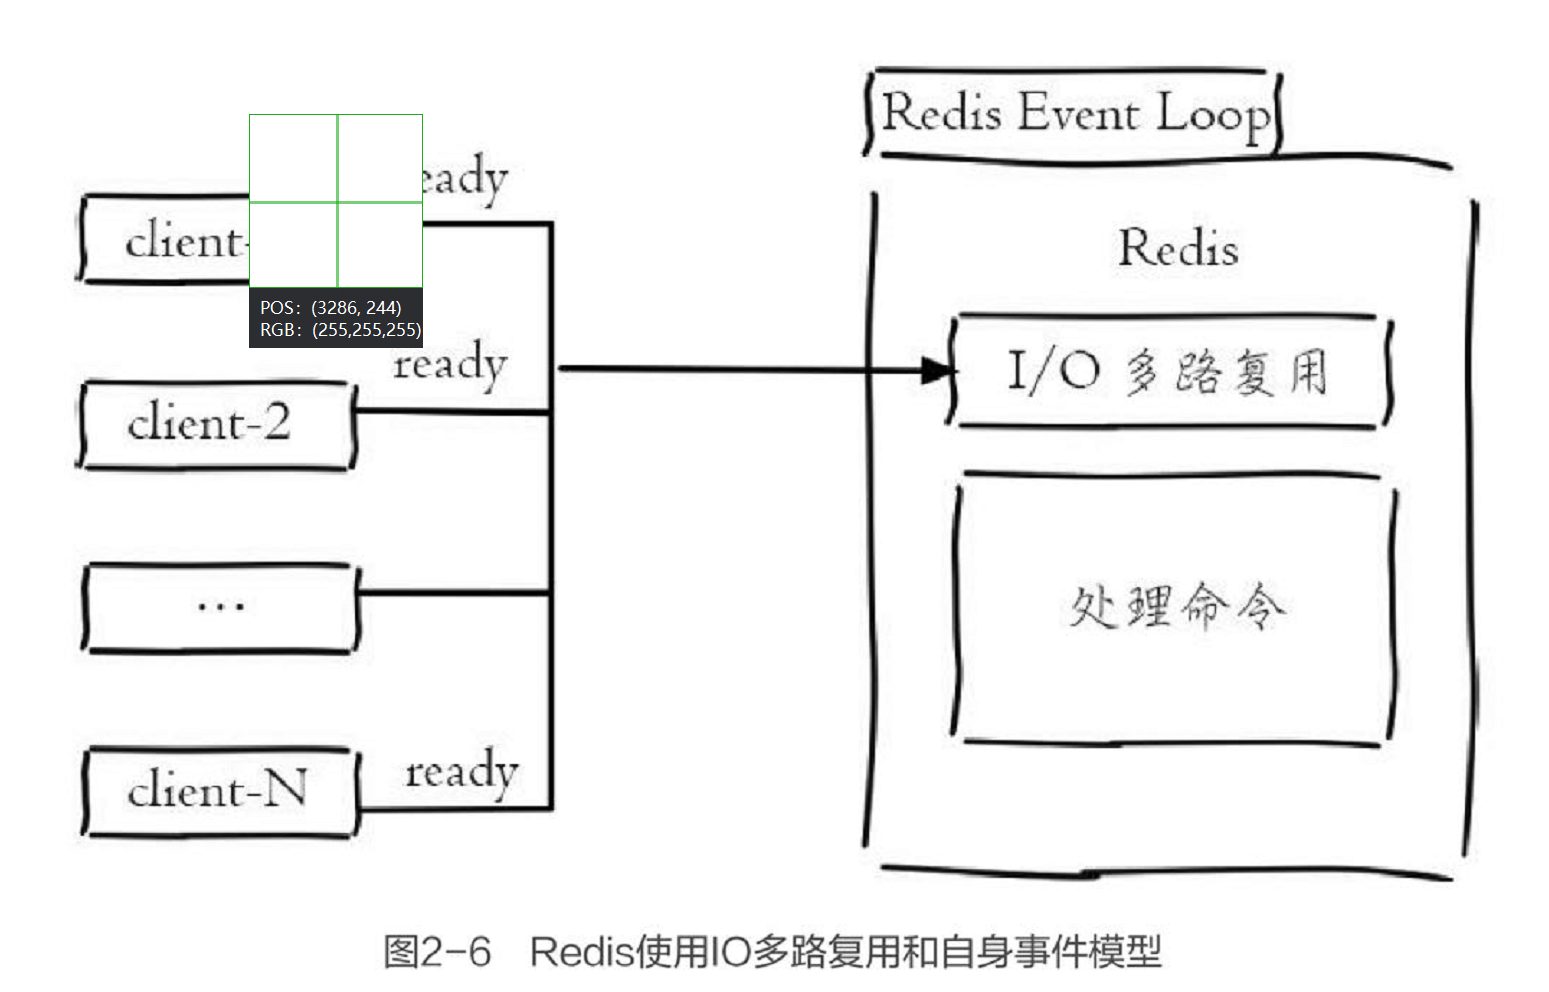 Redis Event Loop
eady
client-
POS：(3286, 244)
RGB：(255,255,255)
Redis
ready
I/O 多路复用
client-2
...
处理命令
ready
client-N
图2-6 Redis使用IO多路复用和自身事件模型